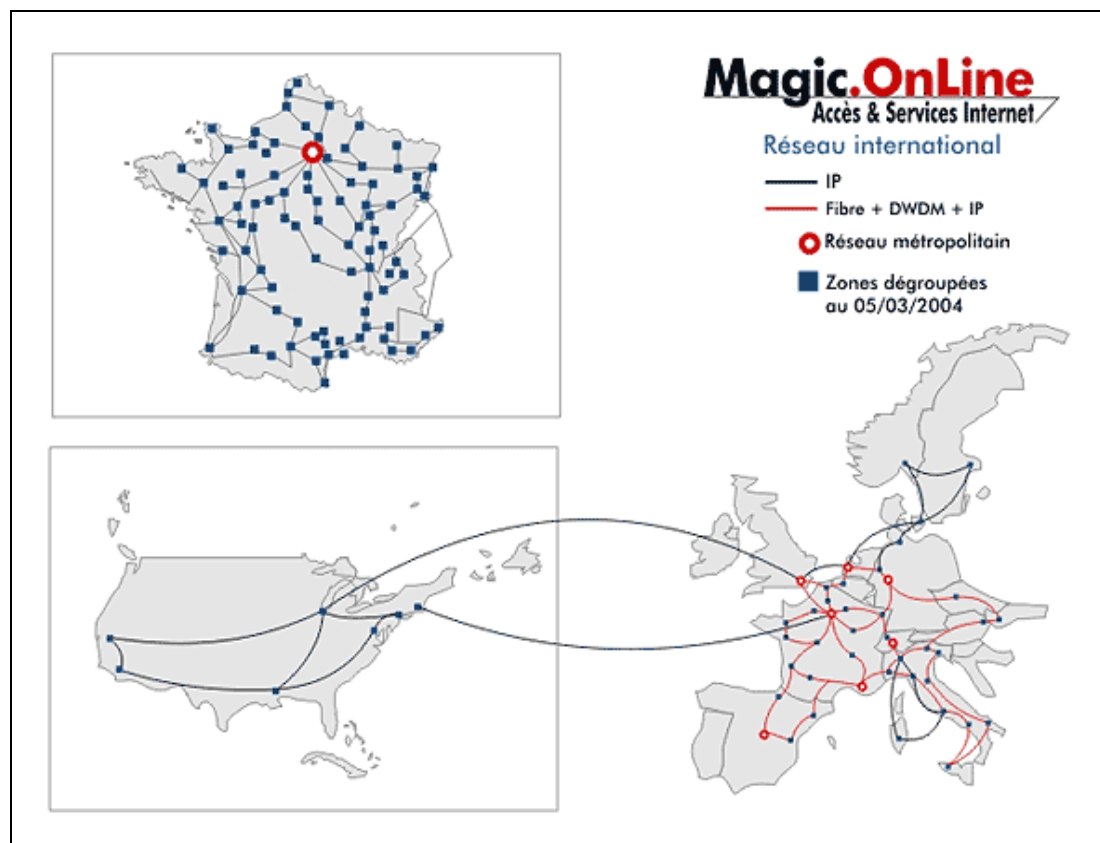 Magic.OnLine
Accès & Services Internet
Réseau international
IP
Fibre + DWDM + IP
Réseau métropolitain
Zones dégroupées
au 05/03/2004